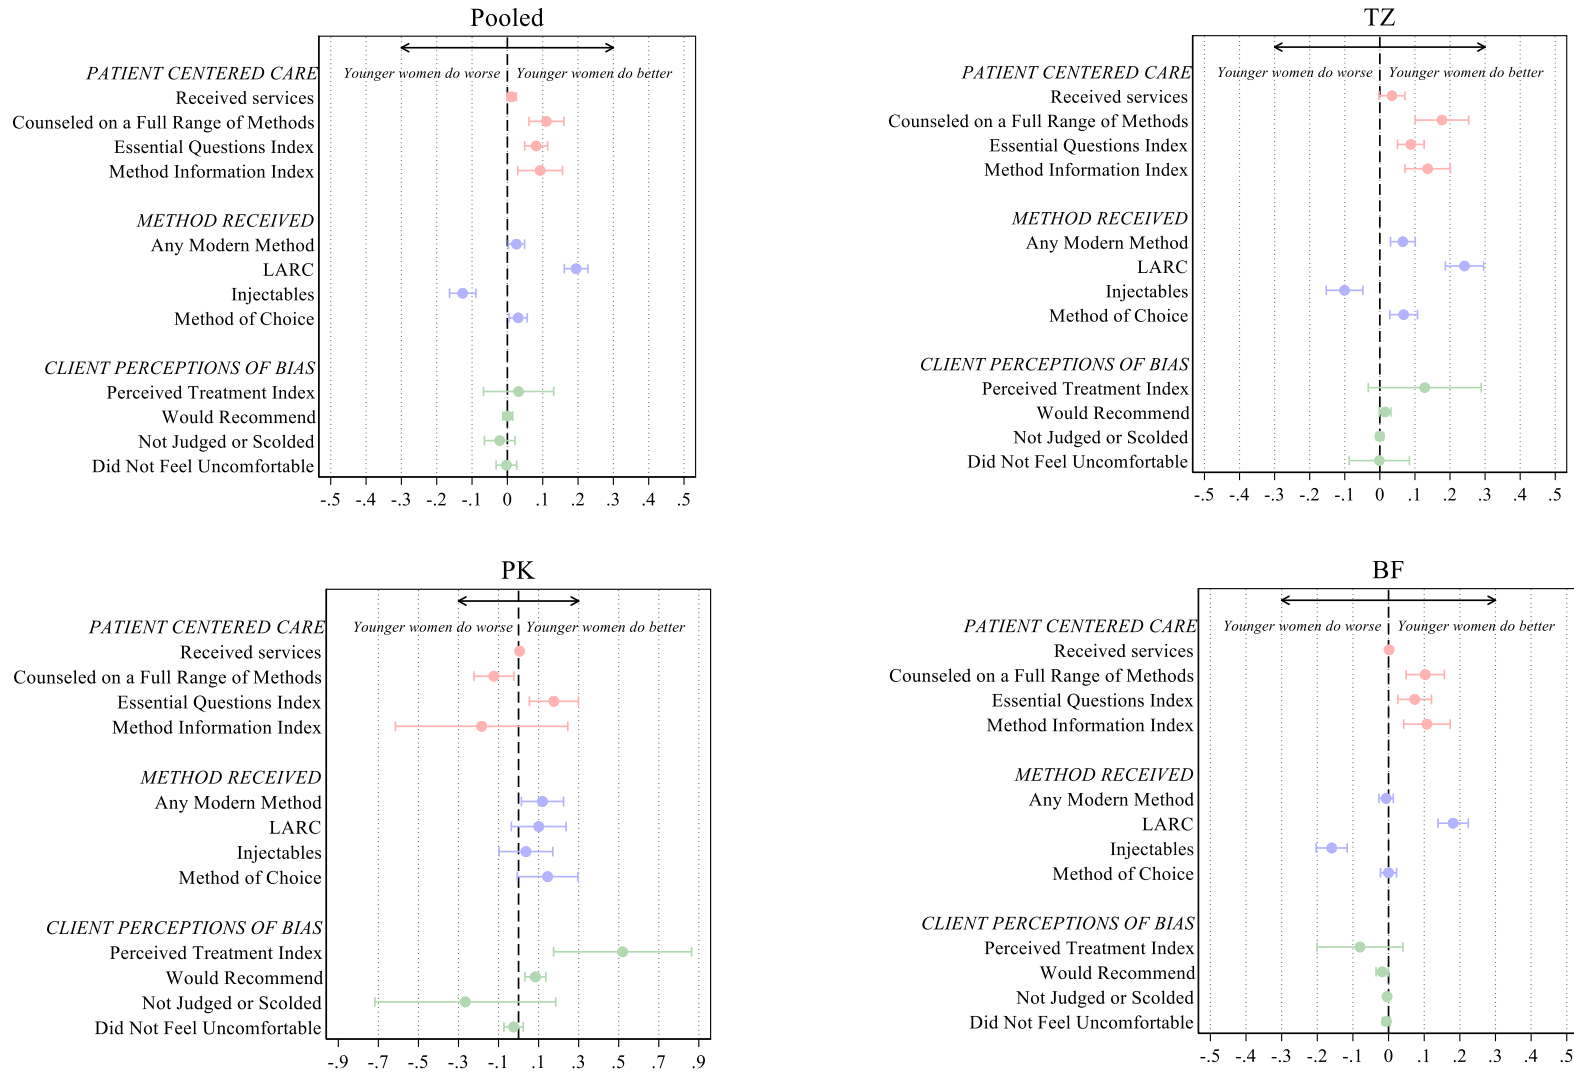 Pooled
Younger women do worse Younger women do better
PATIENT CENTERED CARE
Received services
Counseled on a Full Range of Methods
Essential Questions Index
Method Information Index
METHOD RECEIVED
Any Modern Method
LARC
Injectables
Method of Choice
CLIENT PERCEPTIONS OF BIAS
Perceived Treatment Index
Would Recommend
Not Judged or Scolded
Did Not Feel Uncomfortable
-.5 -.4 -.3 -.2 -.1 0 .1 .2 .3 .4 .5
TZ
Younger women do worse Younger women do better
PATIENT CENTERED CARE
Received services
Counseled on a Full Range of Methods
Essential Questions Index
Method Information Index
METHOD RECEIVED
Any Modern Method
LARC
Injectables
Method of Choice
CLIENT PERCEPTIONS OF BIAS
Perceived Treatment Index
Would Recommend
Not Judged or Scolded
Did Not Feel Uncomfortable
-.5 -.4 -.3 -.2 -.1 0 .1 .2 .3 .4 .5
PK
Younger women do worse Younger women do better
PATIENT CENTERED CARE
Received services
Counseled on a Full Range of Methods
Essential Questions Index
Method Information Index
METHOD RECEIVED
Any Modern Method
LARC
Injectables
Method of Choice
CLIENT PERCEPTIONS OF BIAS
Perceived Treatment Index
Would Recommend
Not Judged or Scolded
Did Not Feel Uncomfortable
-.9 -.7 -.5 -.3 -.1 .1 .3 .5 .7 .9
BF
Younger women do worse Younger women do better
PATIENT CENTERED CARE
Received services
Counseled on a Full Range of Methods
Essential Questions Index
Method Information Index
METHOD RECEIVED
Any Modern Method
LARC
Injectables
Method of Choice
CLIENT PERCEPTIONS OF BIAS
Perceived Treatment Index
Would Recommend
Not Judged or Scolded
Did Not Feel Uncomfortable
-.5 -.4 -.3 -.2 -.1 0 .1 .2 .3 .4 .5